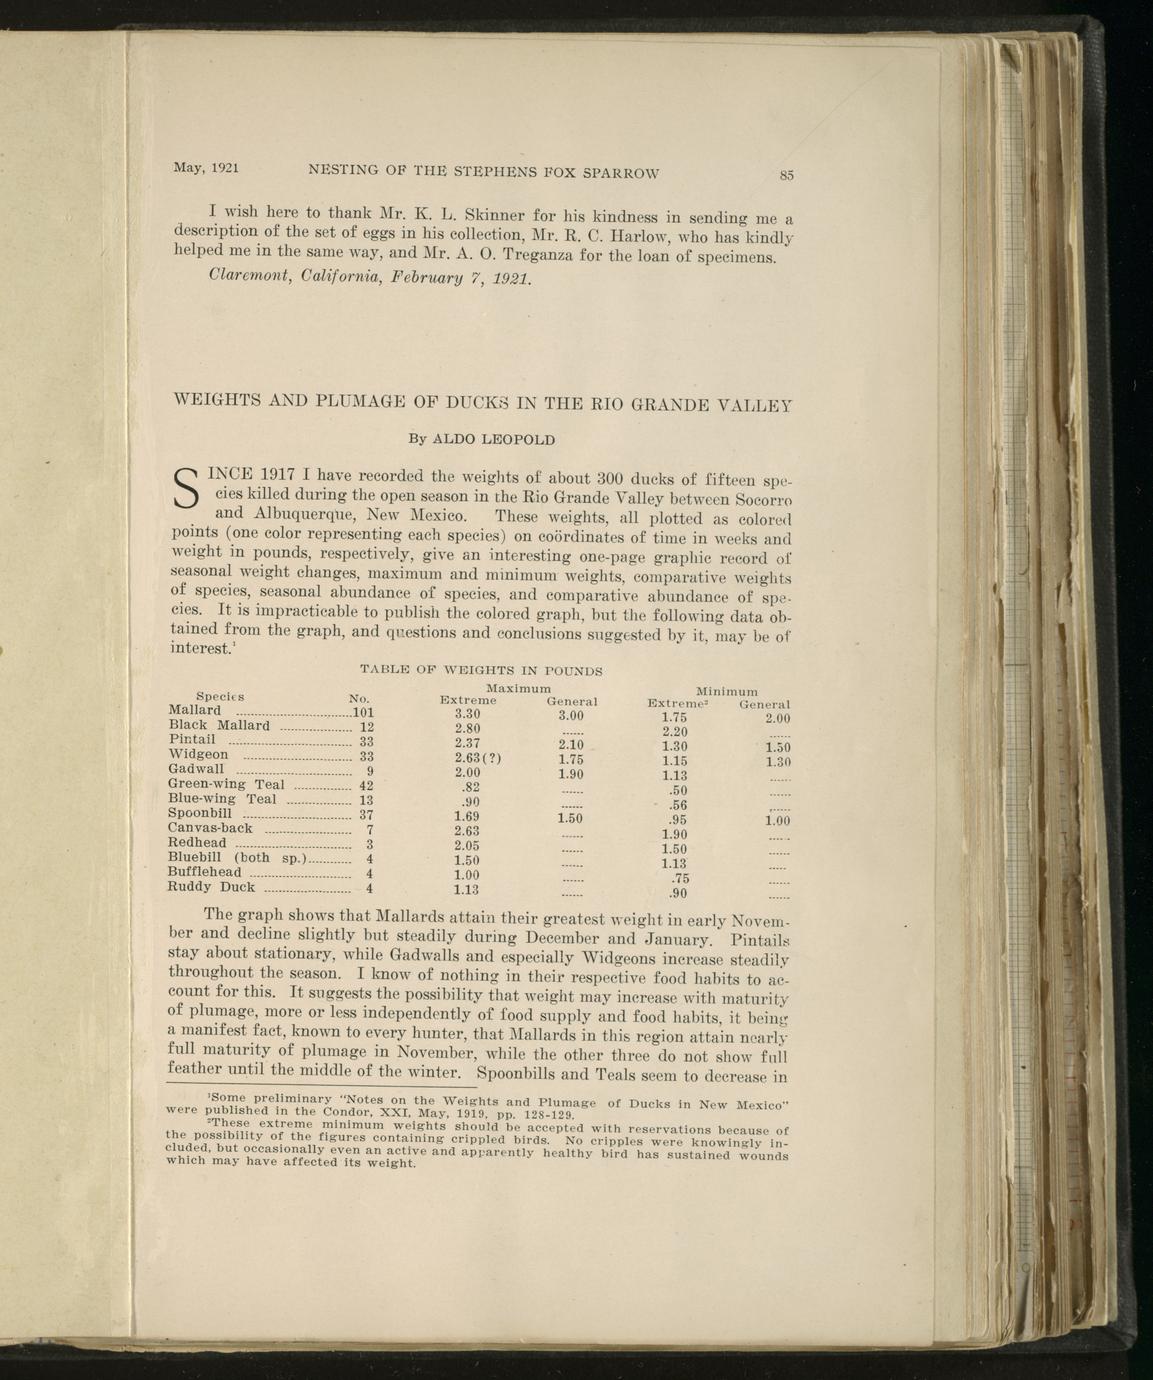 May, 1921 NESTING OF THE STEPHENS FOX SPARROW 85
I wish here to thank Mr. K. L. Skinner for his kindness in sending me a
description of the set of eggs in his collection, Mr. R. C. Harlow, who has kindly
helped me in the same way, and Mr. A. O. Treganza for the loan of specimens.
Claremont, California, February 7, 1921.
WEIGHTS AND PLUMAGE OF DUCKS IN THE RIO GRANDE VALLEY
By ALDO LEOPOLD
SINCE 1917 I have recorded the weights of about 300 ducks of fifteen spe-
cies killed during the open season in the Rio Grande Valley between Socorro
and Albuquerque, New Mexico. These weights, all plotted as colored
points (one color representing each species) on coördinates of time in weeks and
weight in pounds, respectively, give an interesting one-page graphic record of
seasonal weight changes, maximum and minimum weights, comparative weights
of species, seasonal abundance of species, and comparative abundance of spe-
cies. It is impracticable to publish the colored graph, but the following data ob-
tained from the graph, and questions and conclusions suggested by it, may be of
interest.¹
TABLE OF WEIGHTS IN POUNDS
Maximum Minimum
Species No. Extreme General Extreme² General
Mallard ............................101 3.30 3.00 1.75 2.00
Black Mallard .................. 12 2.80 ...... 2.20 ......
Pintail .............................. 33 2.37 2.10 1.30 1.50
Widgeon ........................... 33 2.63(?) 1.75 1.15 1.30
Gadwall ............................ 9 2.00 1.90 1.13 ......
Green-wing Teal .............. 42 .82 ...... .50 ......
Blue-wing Teal ................ 13 .90 ...... .56 ......
Spoonbill .......................... 37 1.69 1.50 .95 1.00
Canvas-back ..................... 7 2.63 ...... 1.90 ......
Redhead ............................ 3 2.05 ...... 1.50 ......
Bluebill (both sp.)........... 4 1.50 ...... 1.13 ......
Bufflehead ......................... 4 1.00 ...... .75 ......
Ruddy Duck ..................... 4 1.13 ...... .90 ......
The graph shows that Mallards attain their greatest weight in early Novem-
ber and decline slightly but steadily during December and January. Pintails
stay about stationary, while Gadwalls and especially Widgeons increase steadily
throughout the season. I know of nothing in their respective food habits to ac-
count for this. It suggests the possibility that weight may increase with maturity
of plumage, more or less independently of food supply and food habits, it being
a manifest fact, known to every hunter, that Mallards in this region attain nearly
full maturity of plumage in November, while the other three do not show full
feather until the middle of the winter. Spoonbills and Teals seem to decrease in
¹Some preliminary "Notes on the Weights and Plumage of Ducks in New Mexico"
were published in the Condor, XXI, May, 1919, pp. 128-129.
²These extreme minimum weights should be accepted with reservations because of
the possibility of the figures containing crippled birds. No cripples were knowingly in-
cluded, but occasionally even an active and apparently healthy bird has sustained wounds
which may have affected its weight.